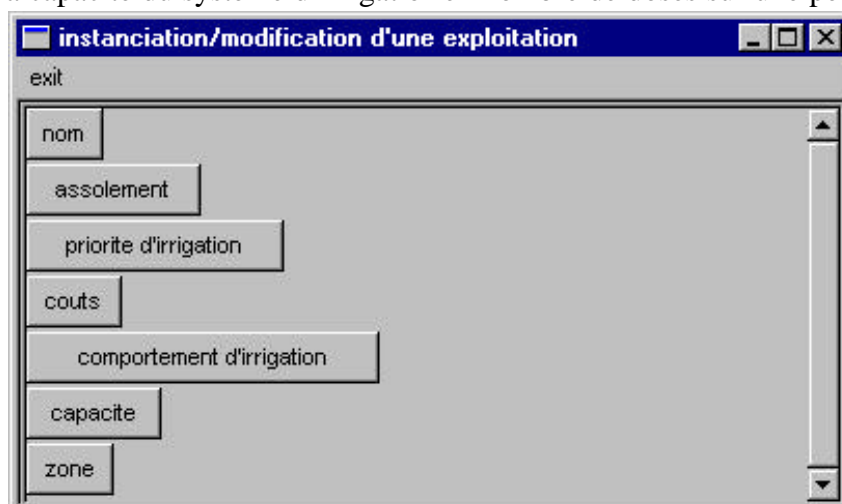 instanciation/modification d'une exploitation
exit
nom
assolement
priorite d'irrigation
couts
comportement d'irrigation
capacite
zone